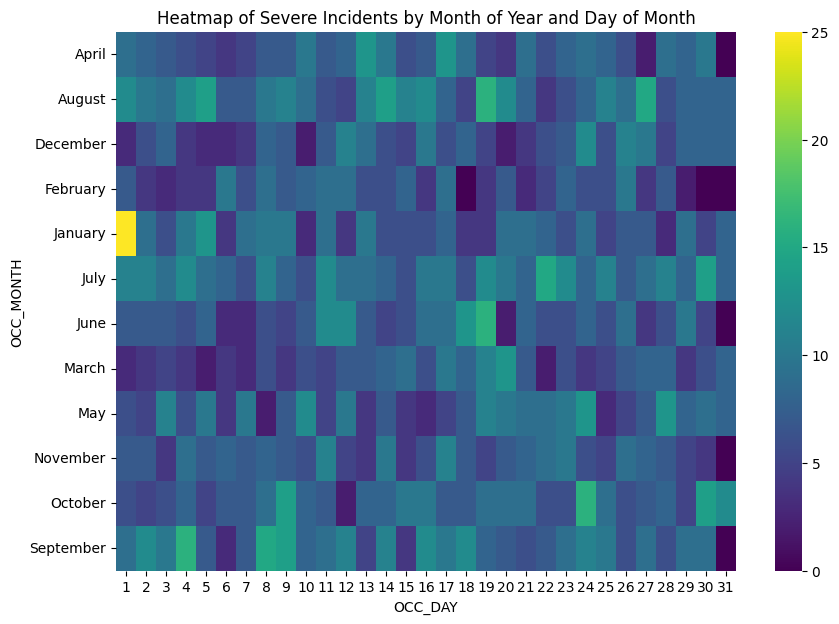 Heatmap of Severe Incidents by Month of Year and Day of Month
OCC_MONTH
April
August
December
February
January
July
June
March
May
November
October
September
1 2 3 4 5 6 7 8 9 10 11 12 13 14 15 16 17 18 19 20 21 22 23 24 25 26 27 28 29 30 31
OCC_DAY
25
20
15
10
5
0